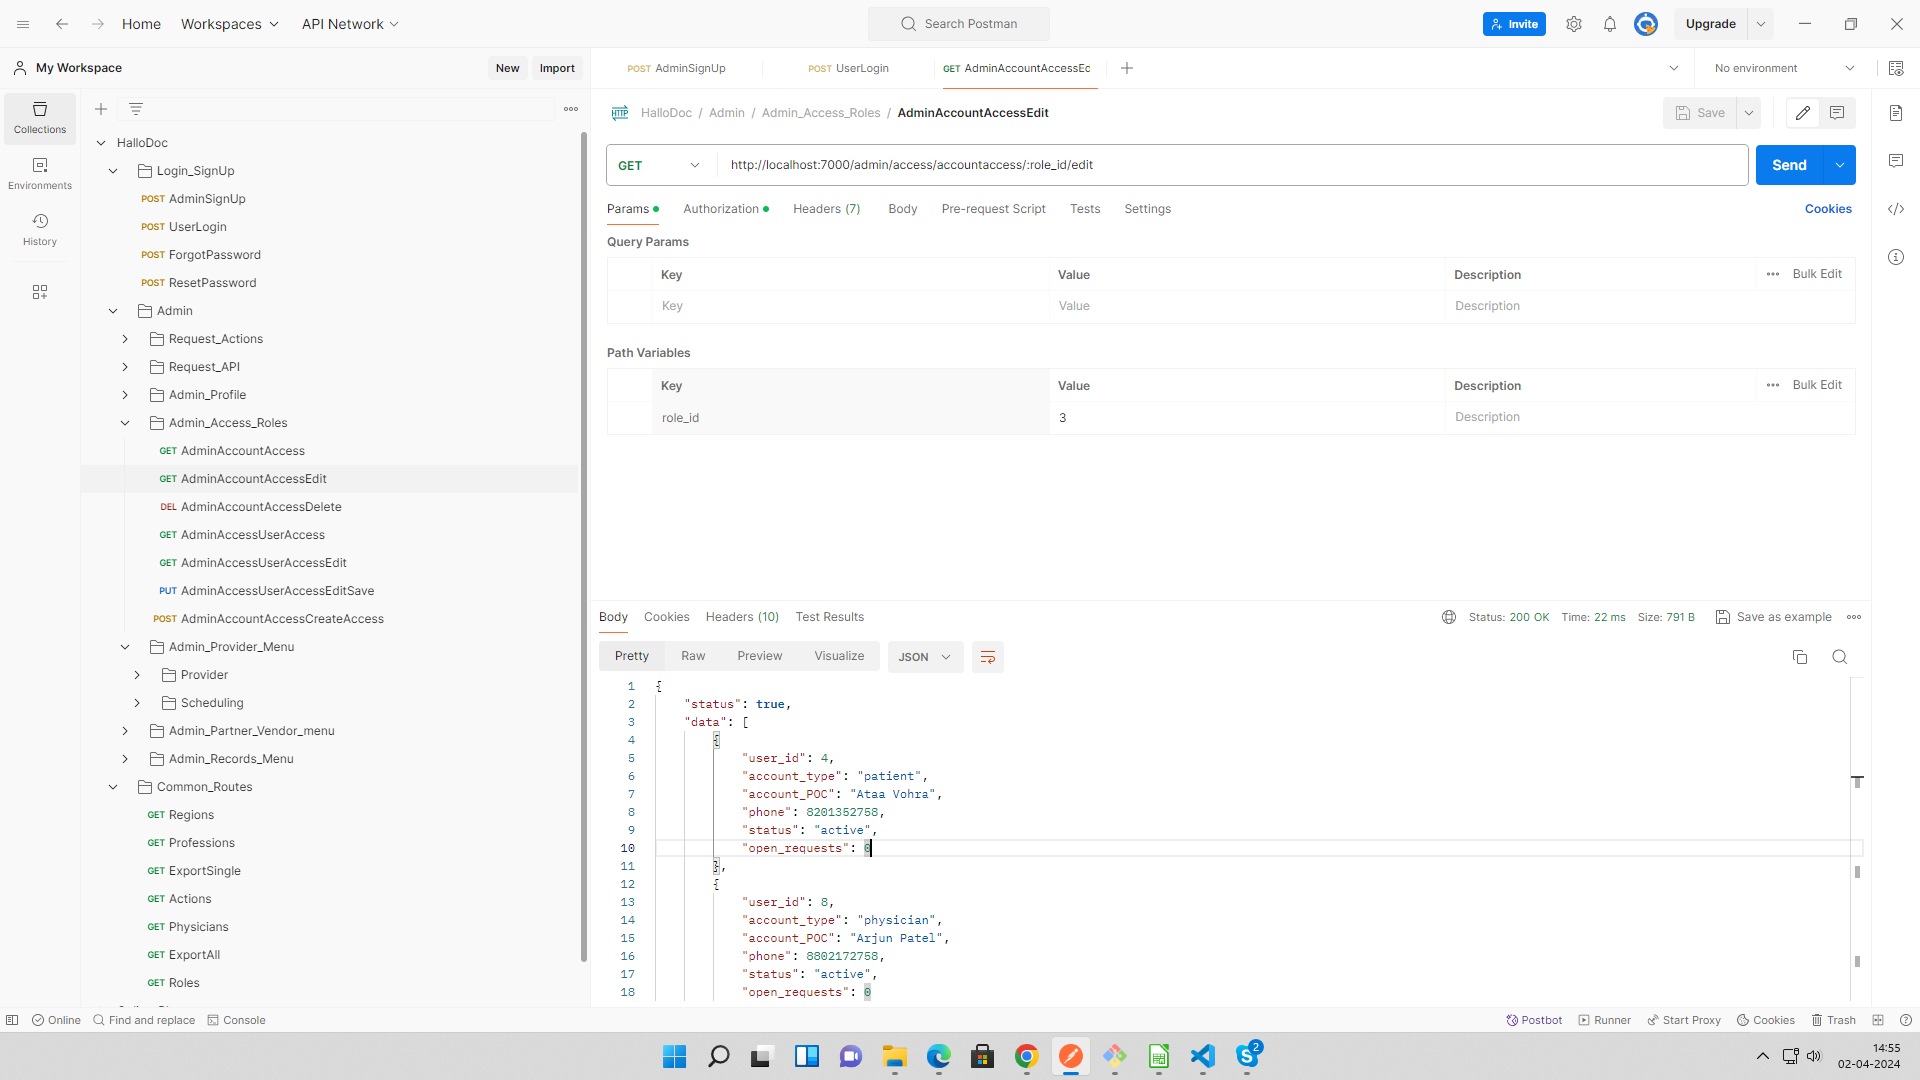 Home Workspaces API Network Search Postman Invite Upgrade
My Workspace New Import POST AdminSignUp POST UserLogin GET AdminAccountAccessEc No environment
Collections
Environments
History
HalloDoc
Login_SignUp
POST AdminSignUp
POST UserLogin
POST ForgotPassword
POST ResetPassword
Admin
Request_Actions
Request_API
Admin_Profile
Admin_Access_Roles
GET AdminAccountAccess
GET AdminAccountAccessEdit
DEL AdminAccountAccessDelete
GET AdminAccessUserAccess
GET AdminAccessUserAccessEdit
PUT AdminAccessUserAccessEditSave
POST AdminAccountAccessCreateAccess
Admin_Provider_Menu
Provider
Scheduling
Admin_Partner_Vendor_menu
Admin_Records_Menu
Common_Routes
GET Regions
GET Professions
GET ExportSingle
GET Actions
GET Physicians
GET ExportAll
GET Roles
HTTP HalloDoc / Admin / Admin_Access_Roles / AdminAccountAccessEdit Save
GET http://localhost:7000/admin/access/accountaccess/:role_id/edit Send
Params Authorization Headers (7) Body Pre-request Script Tests Settings Cookies
Query Params
Key Value Description Bulk Edit
Key Value Description
Path Variables
Key Value Description Bulk Edit
role_id 3 Description
Body Cookies Headers (10) Test Results Status: 200 OK Time: 22 ms Size: 791 B Save as example
Pretty Raw Preview Visualize JSON
1 {
2 "status": true,
3 "data": [
4 {
5 "user_id": 4,
6 "account_type": "patient",
7 "account_POC": "Ataa Vohra",
8 "phone": 8201352758,
9 "status": "active",
10 "open_requests": 0
11 },
12 {
13 "user_id": 8,
14 "account_type": "physician",
15 "account_POC": "Arjun Patel",
16 "phone": 8802172758,
17 "status": "active",
18 "open_requests": 0
Online Find and replace Console Postbot Runner Start Proxy Cookies Trash
2
14:55
02-04-2024